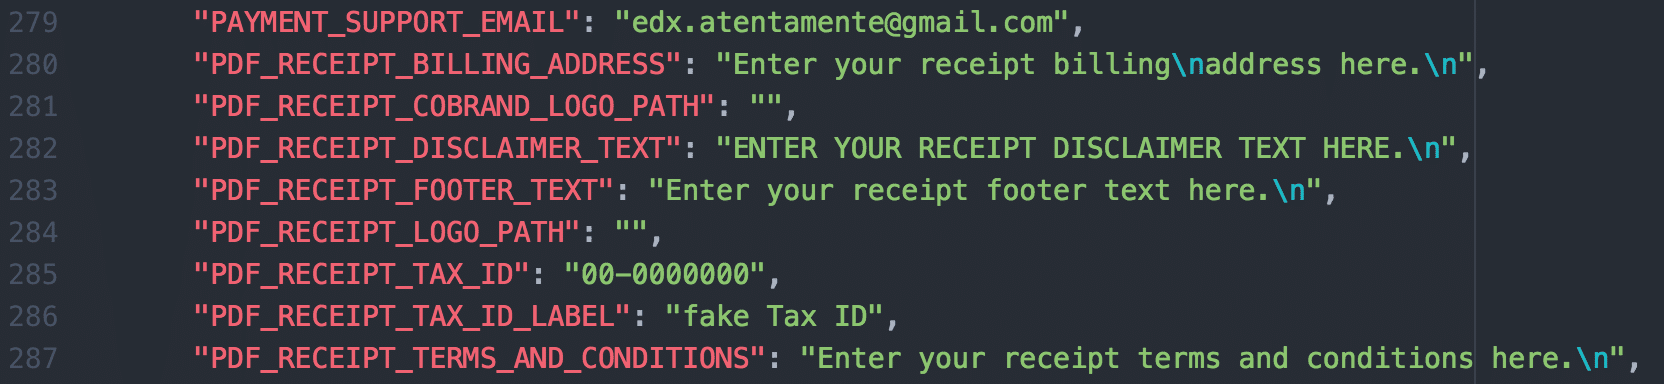 279 "PAYMENT_SUPPORT_EMAIL": "edx.atentamente@gmail.com",
280 "PDF_RECEIPT_BILLING_ADDRESS": "Enter your receipt billing\naddress here.\n",
281 "PDF_RECEIPT_COBRAND_LOGO_PATH": "",
282 "PDF_RECEIPT_DISCLAIMER_TEXT": "ENTER YOUR RECEIPT DISCLAIMER TEXT HERE.\n",
283 "PDF_RECEIPT_FOOTER_TEXT": "Enter your receipt footer text here.\n",
284 "PDF_RECEIPT_LOGO_PATH": "",
285 "PDF_RECEIPT_TAX_ID": "00-0000000",
286 "PDF_RECEIPT_TAX_ID_LABEL": "fake Tax ID",
287 "PDF_RECEIPT_TERMS_AND_CONDITIONS": "Enter your receipt terms and conditions here.\n",